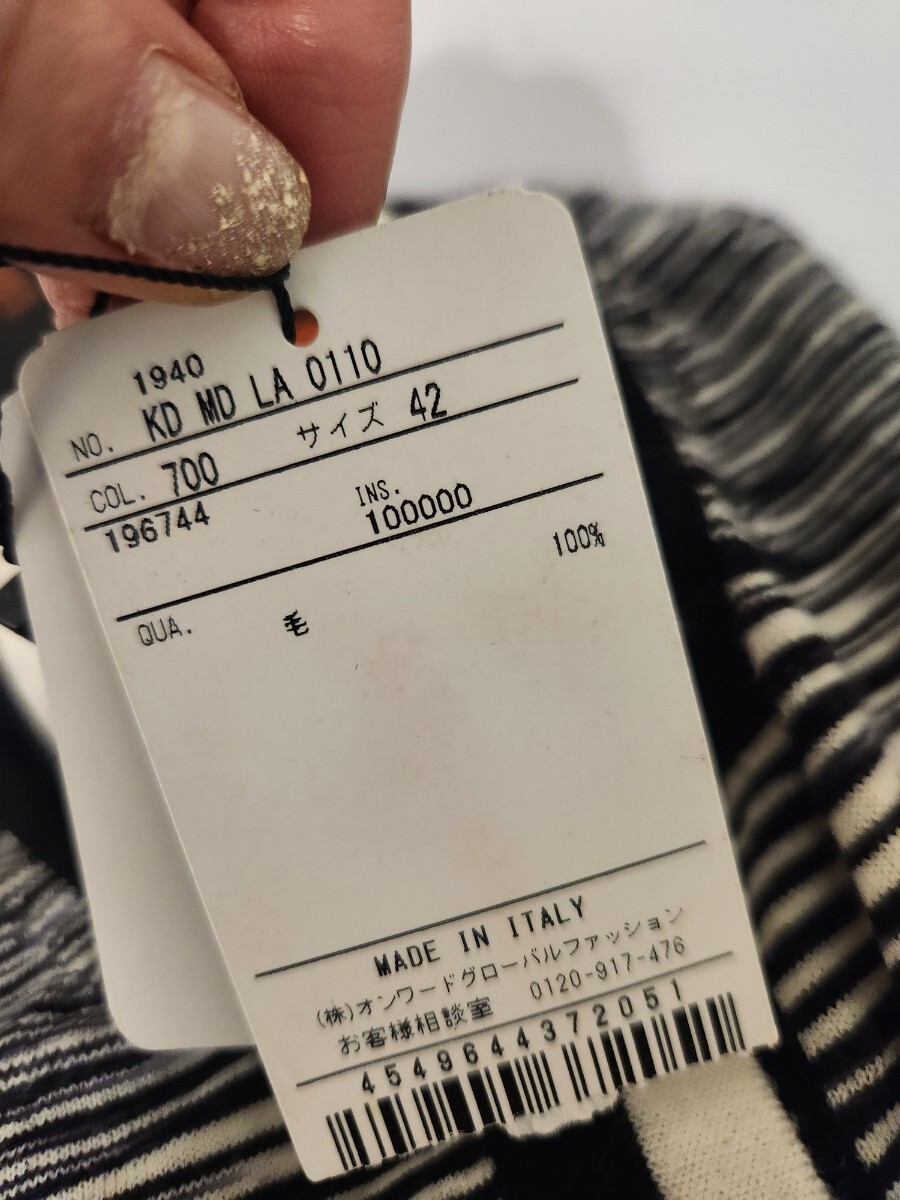 1940
NO. KD MD LA 0110
COL. 700 サイズ 42
196744 INS. 100000
QUA. 毛 100%
MADE IN ITALY
(株)オンワードグローバルファッション
お客様相談室 0120-917-476
4549644372051